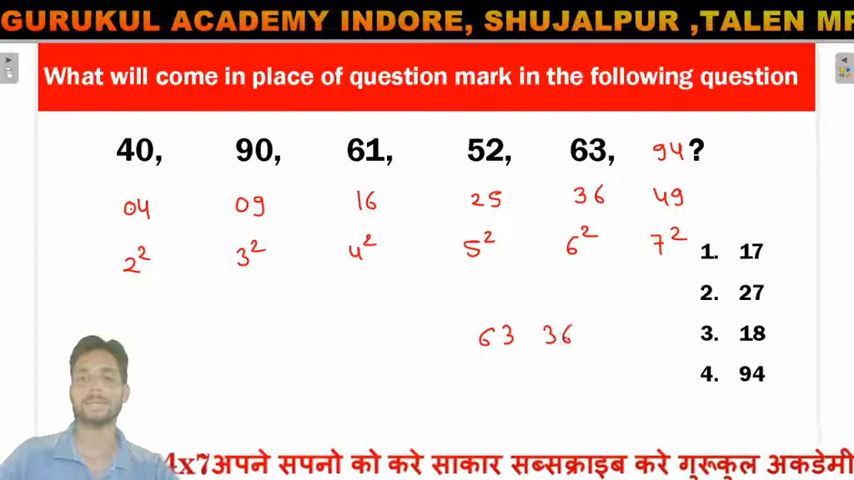 GURUKUL ACADEMY INDORE, SHUJALPUR ,TALEN MP
What will come in place of question mark in the following question
40, 90, 61, 52, 63, 94?
04 09 16 25 36 49
2² 3² 4² 5² 6² 7²
1. 17
2. 27
63 36
3. 18
4. 94
4x7अपने सपनो को करे साकार सब्सक्राइब करे गुरूकुल अकडेमी